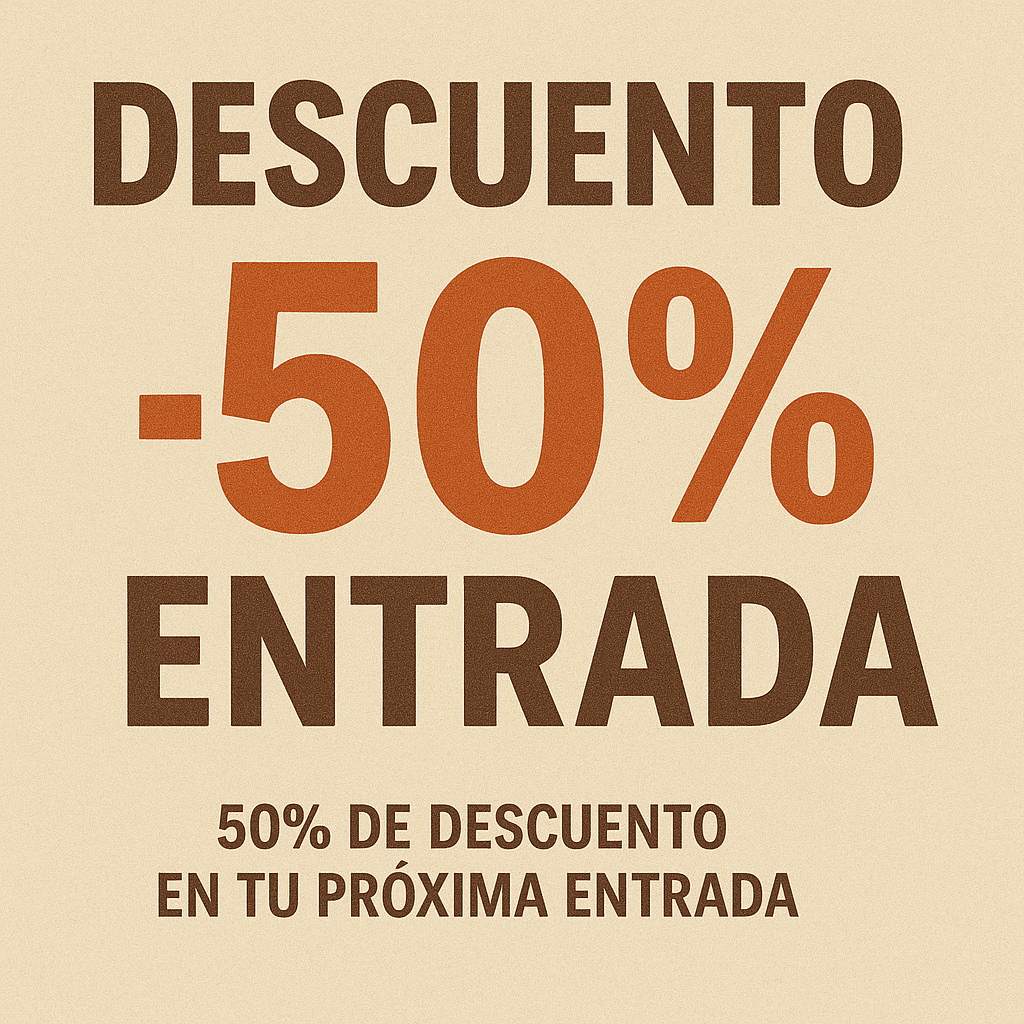 DESCUENTO
-50%
ENTRADA
50% DE DESCUENTO
EN TU PRÓXIMA ENTRADA